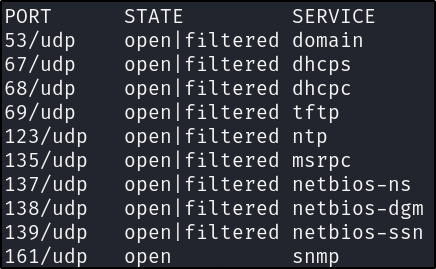 PORT STATE SERVICE
53/udp open|filtered domain
67/udp open|filtered dhcps
68/udp open|filtered dhcpc
69/udp open|filtered tftp
123/udp open|filtered ntp
135/udp open|filtered msrpc
137/udp open|filtered netbios-ns
138/udp open|filtered netbios-dgm
139/udp open|filtered netbios-ssn
161/udp open snmp